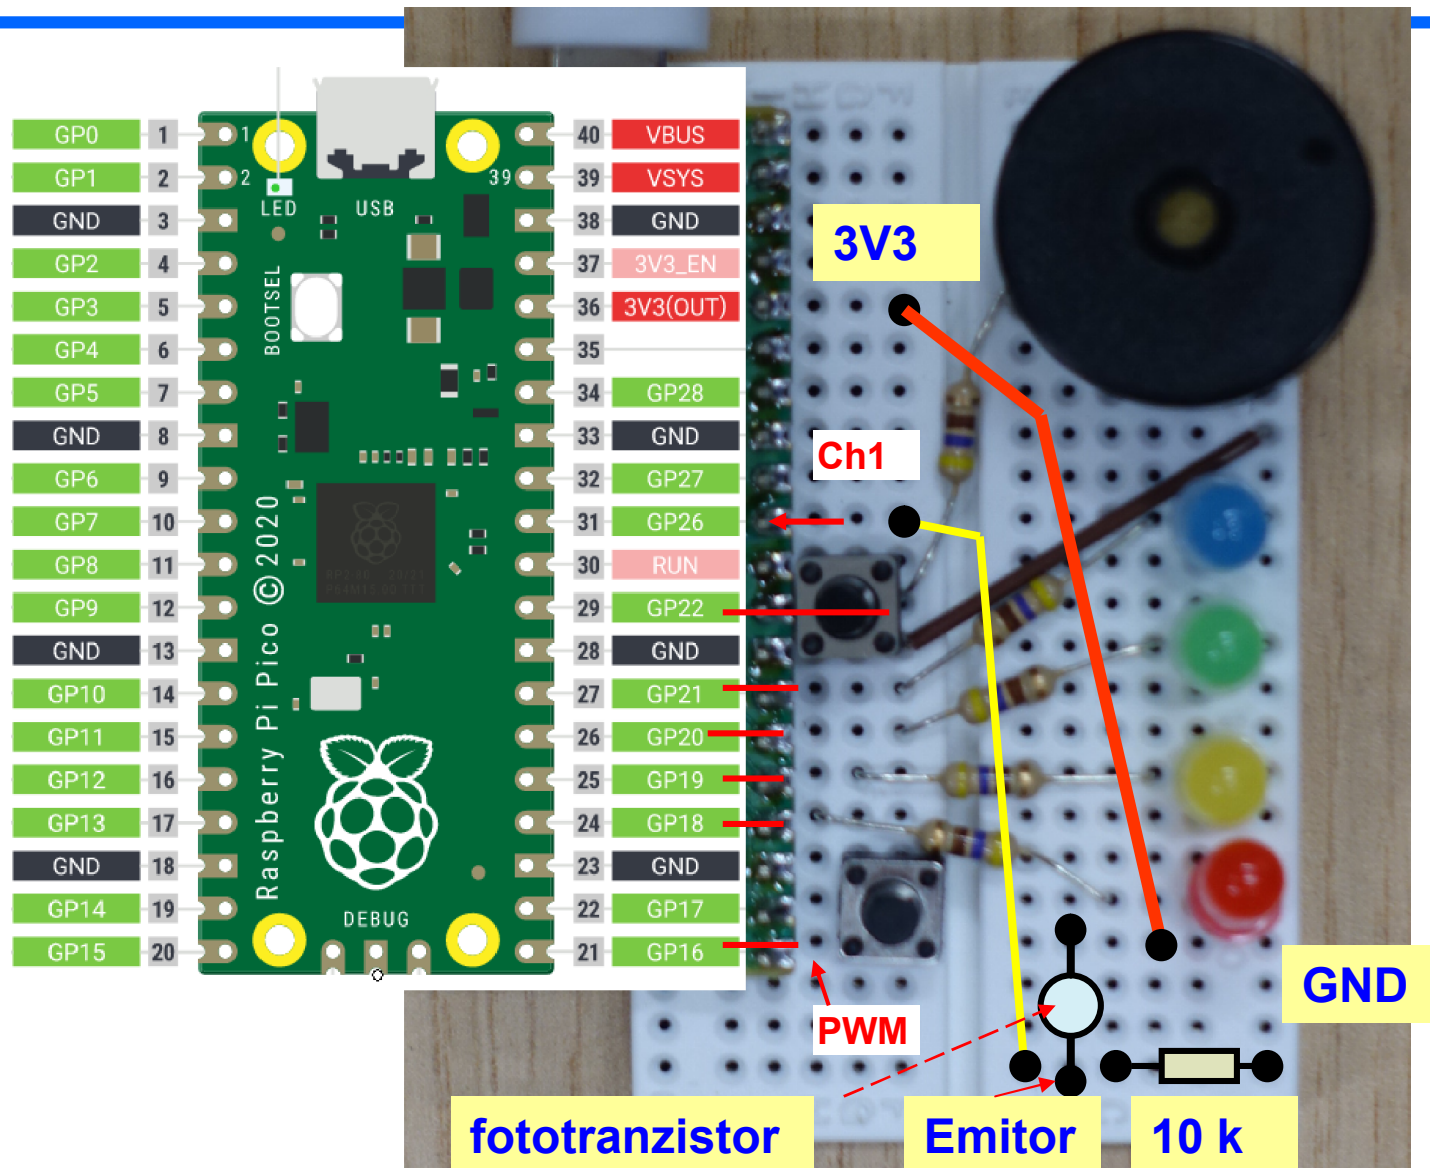 GP0 1 1 40 VBUS
GP1 2 2 39 39 VSYS
LED USB
GND 3 38 GND
3V3
GP2 4 37 3V3_EN
BOOTSEL
GP3 5 36 3V3(OUT)
GP4 6 35
GP5 7 34 GP28
GND 8 33 GND
Ch1
GP6 9 32 GP27
GP7 10 31 GP26
GP8 11 30 RUN
GP9 12 29 GP22
GND 13 28 GND
Raspberry Pi Pico © 2020
GP10 14 27 GP21
GP11 15 26 GP20
GP12 16 25 GP19
GP13 17 24 GP18
GND 18 23 GND
GP14 19 22 GP17
DEBUG
GP15 20 21 GP16
GND
PWM
fototranzistor
Emitor
10 k